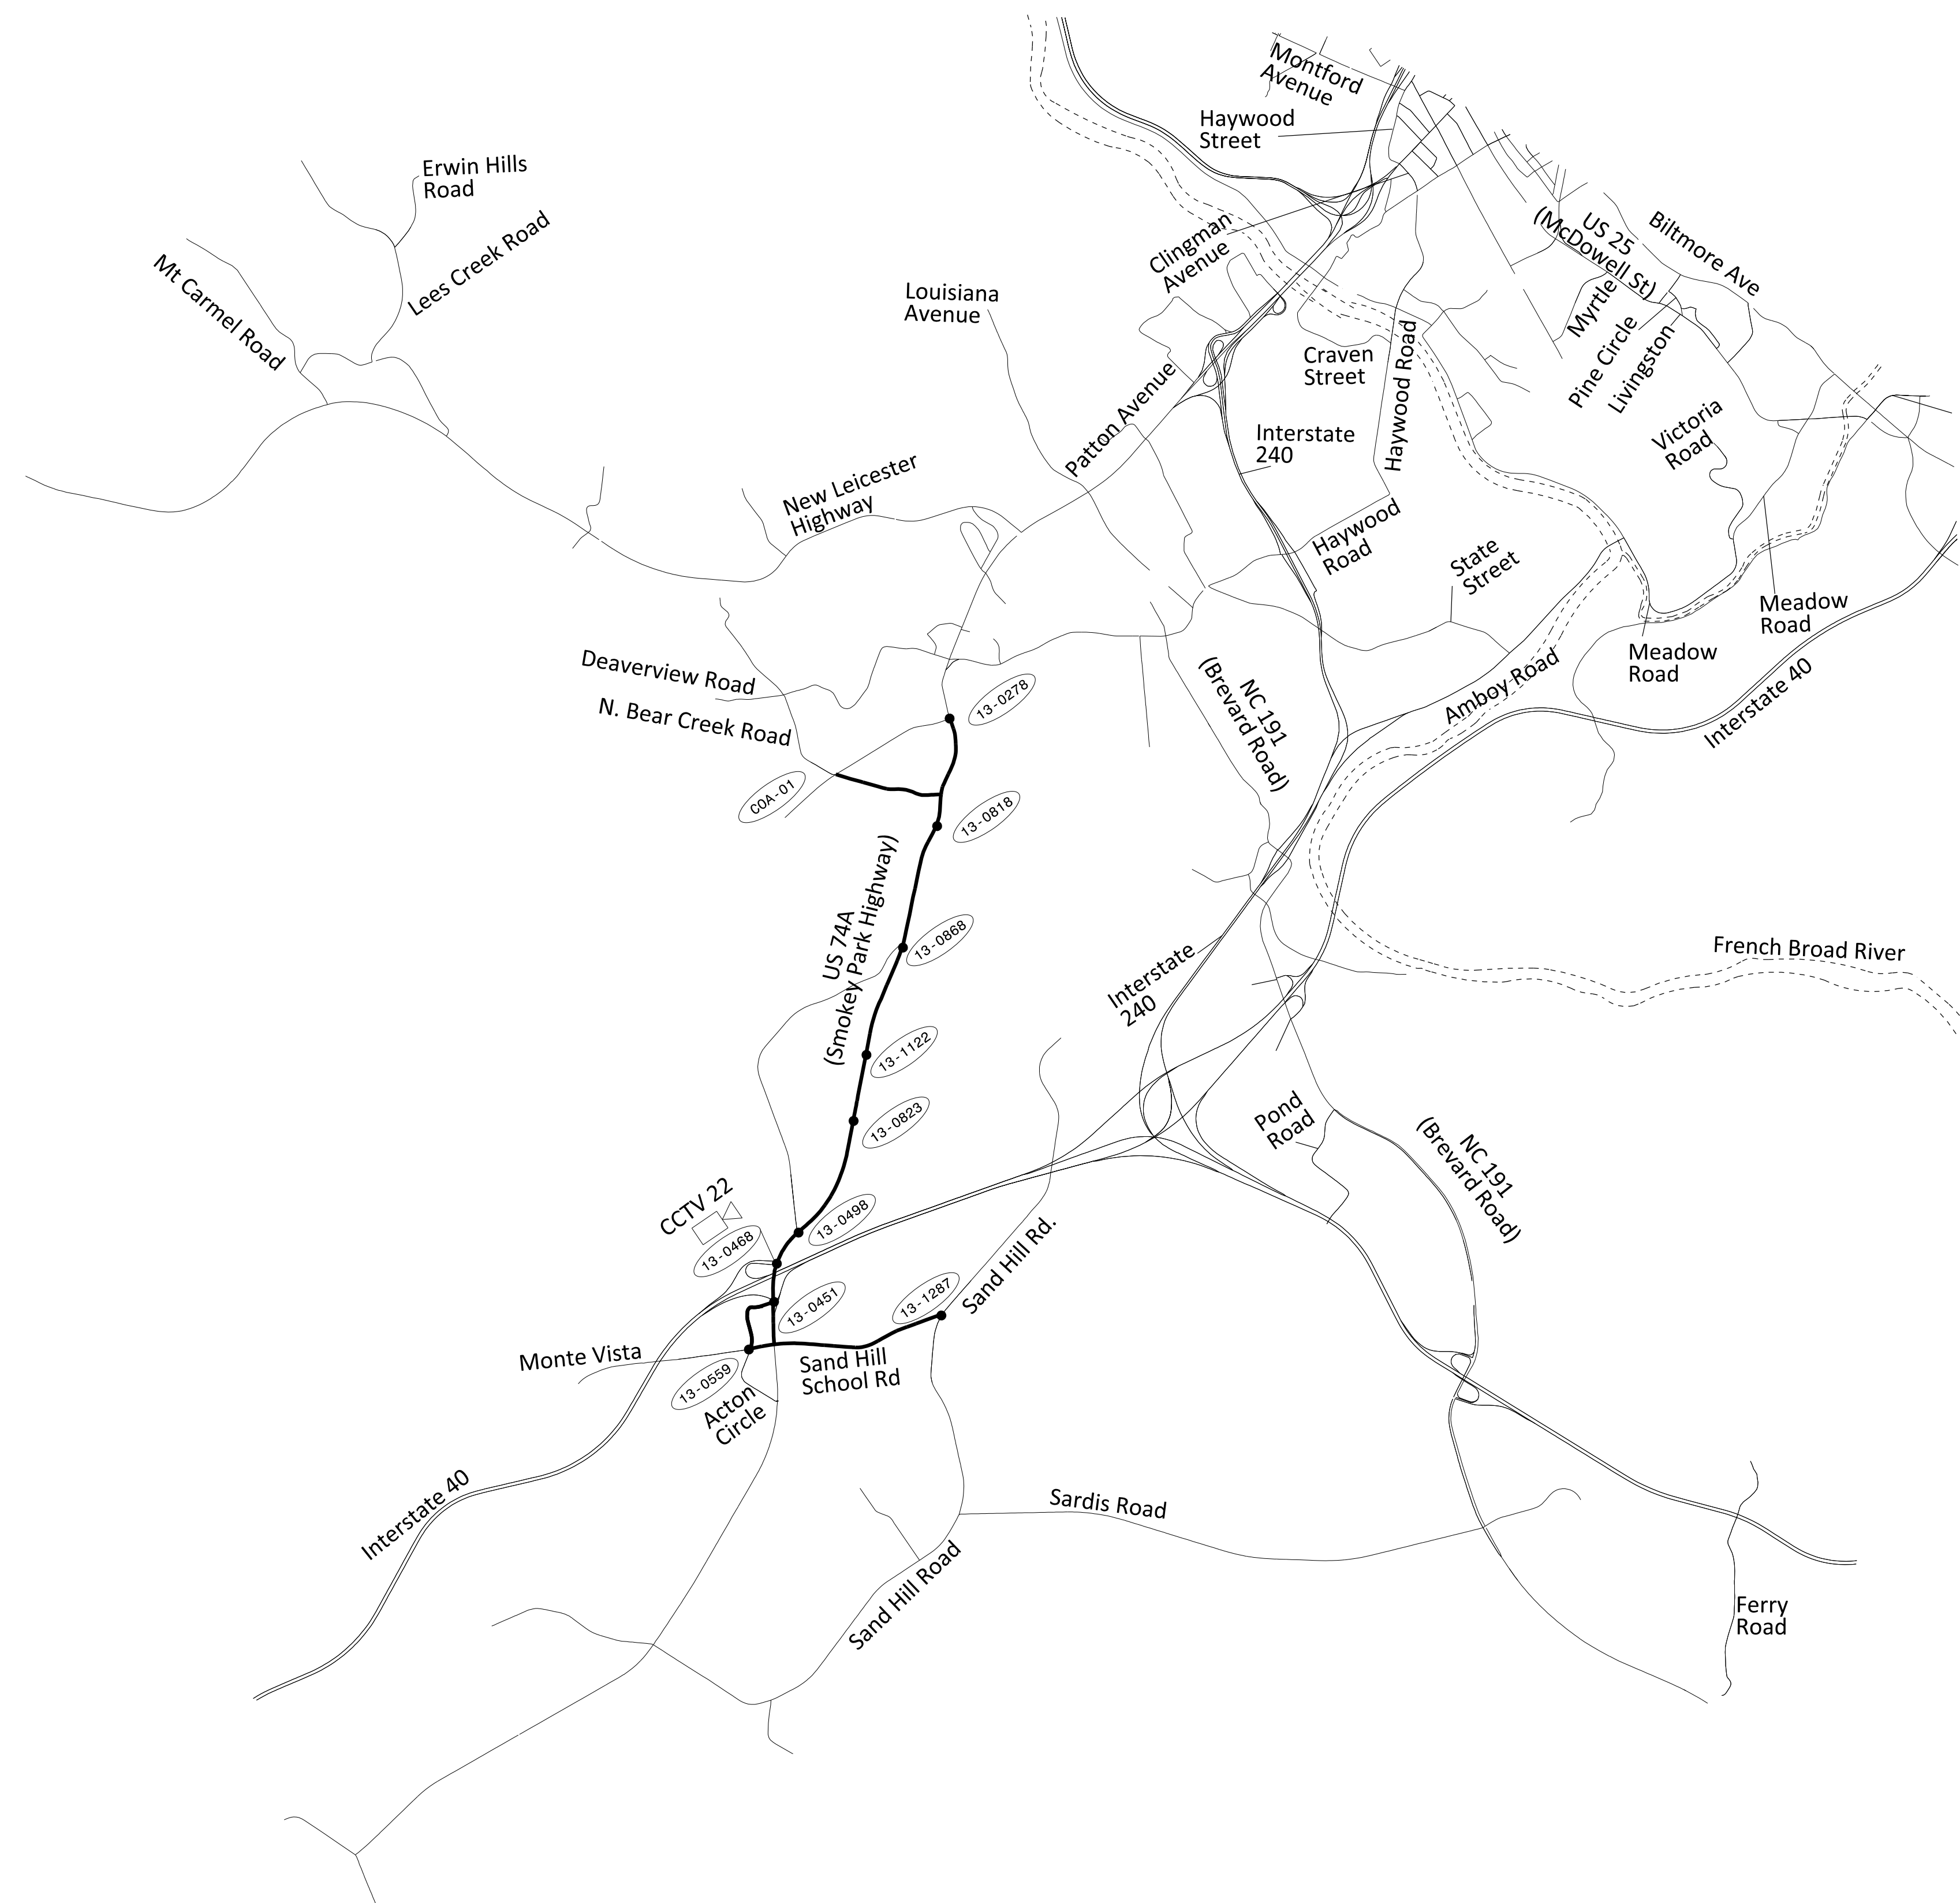 Montford
Avenue
Haywood
Street
Erwin Hills
Road
Lees Creek Road
Mt Carmel Road
Clingman
Avenue
US 25
(McDowell St)
Biltmore Ave
Louisiana
Avenue
Myrtle
Pine Circle
Livingston
Craven
Street
Haywood Road
Patton Avenue
Interstate
240
Victoria
Road
New Leicester
Highway
Haywood
Road
State
Street
Meadow
Road
Meadow
Road
Deaverview Road
N. Bear Creek Road
13-0278
NC 191
(Brevard Road)
Amboy Road
Interstate 40
COA-01
13-0818
US 74A
(Smokey Park Highway)
13-0868
French Broad River
Interstate
240
13-1122
13-0823
Pond
Road
NC 191
(Brevard Road)
CCTV 22
13-0498
13-0468
Sand Hill Rd.
13-0451
13-1287
Monte Vista
Sand Hill
School Rd
13-0559
Acton
Circle
Interstate 40
Sardis Road
Sand Hill Road
Ferry
Road